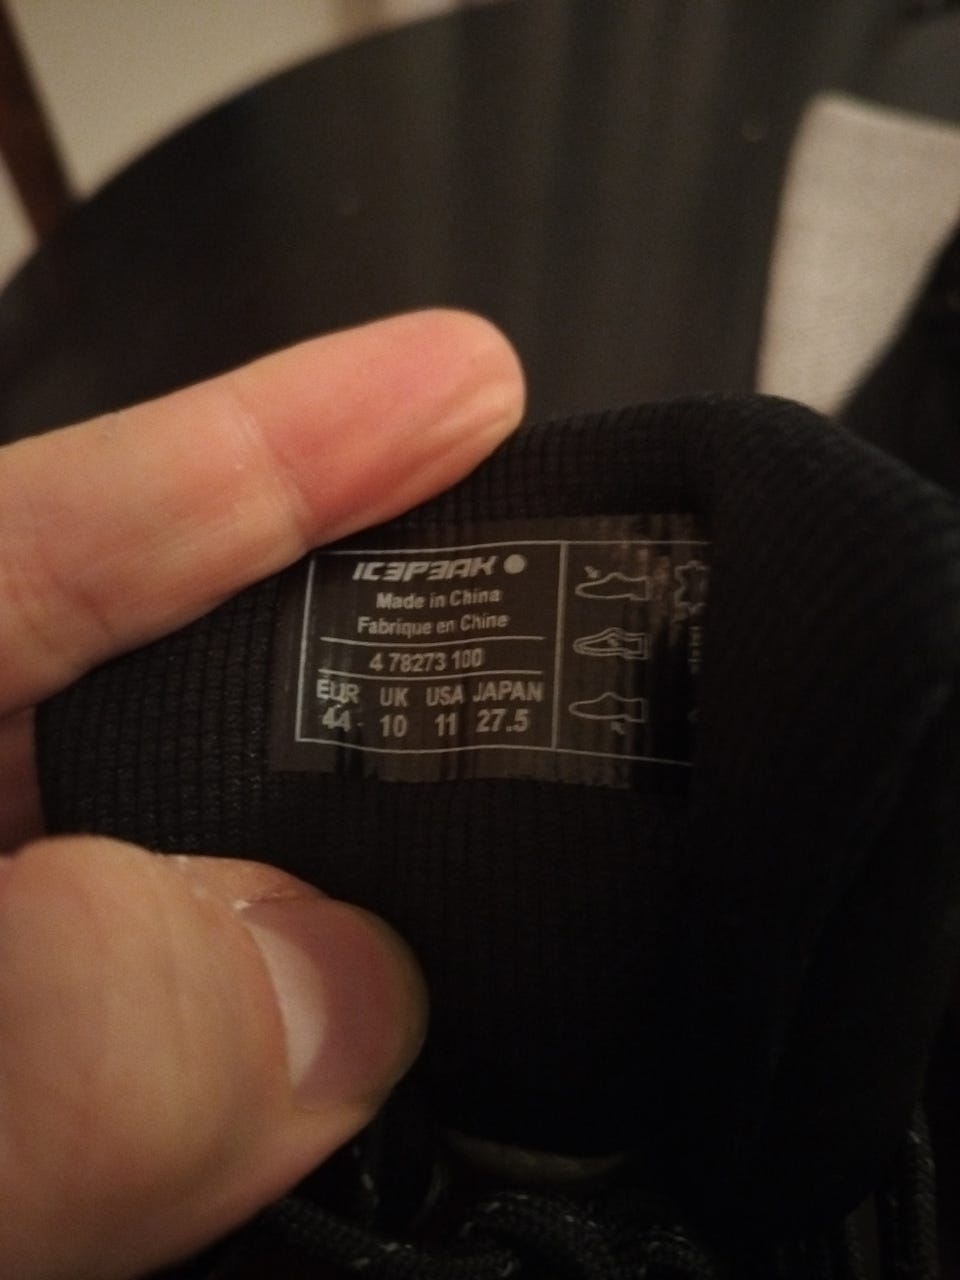 ICEPEAK
Made in China
Fabrique en Chine
4 78273 100
EUR UK USA JAPAN
44 10 11 27.5